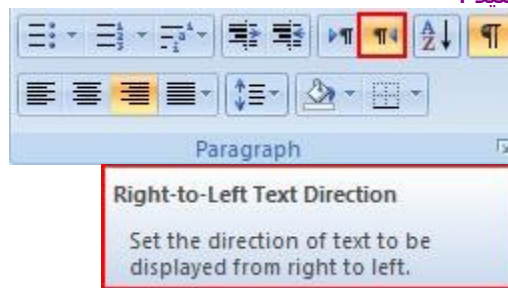 Paragraph
Right-to-Left Text Direction
Set the direction of text to be
displayed from right to left.